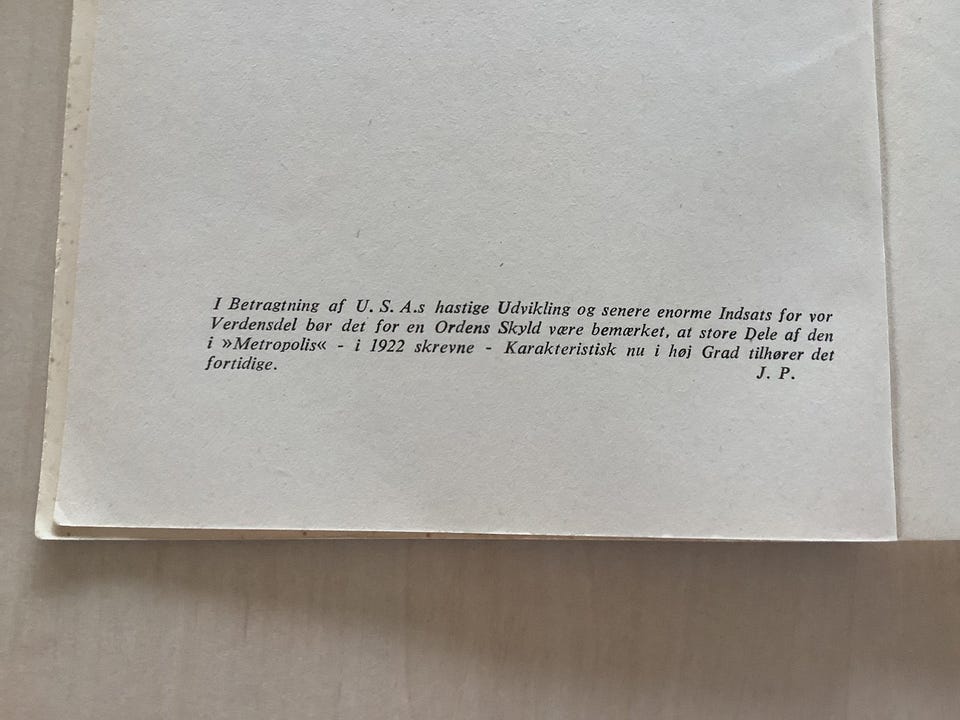 I Betragtning af U. S. A.s hastige Udvikling og senere enorme Indsats for vor
Verdensdel bør det for en Ordens Skyld være bemærket, at store Dele af den
i »Metropolis« - i 1922 skrevne - Karakteristisk nu i høj Grad tilhører det
fortidige.
J. P.